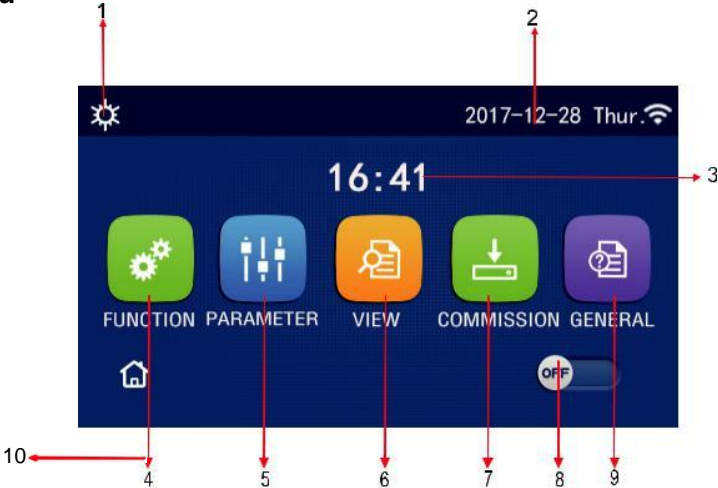 1
2
2017-12-28 Thur.
16:41
3
FUNCTION PARAMETER VIEW COMMISSION GENERAL
OFF
10
4 5 6 7 8 9